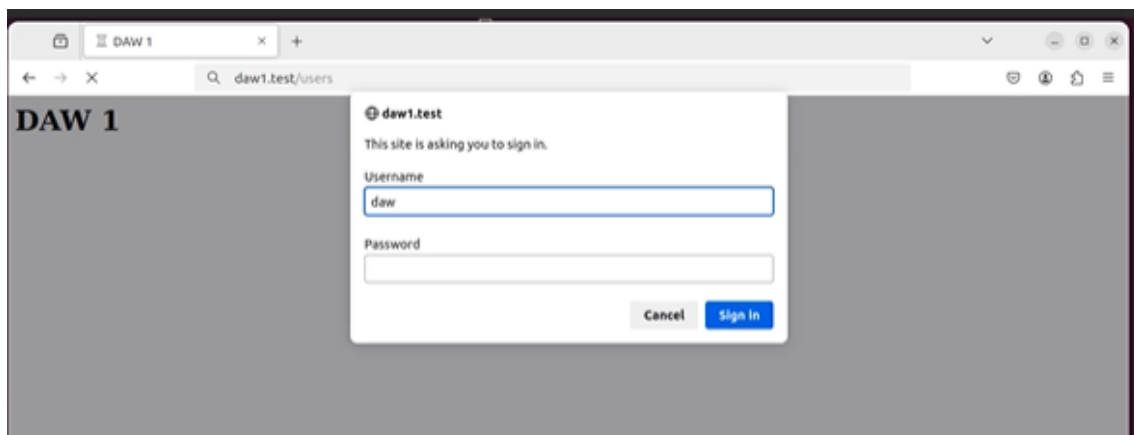 DAW 1
daw1.test/users
DAW 1
daw1.test
This site is asking you to sign in.
Username
daw
Password
Cancel Sign in